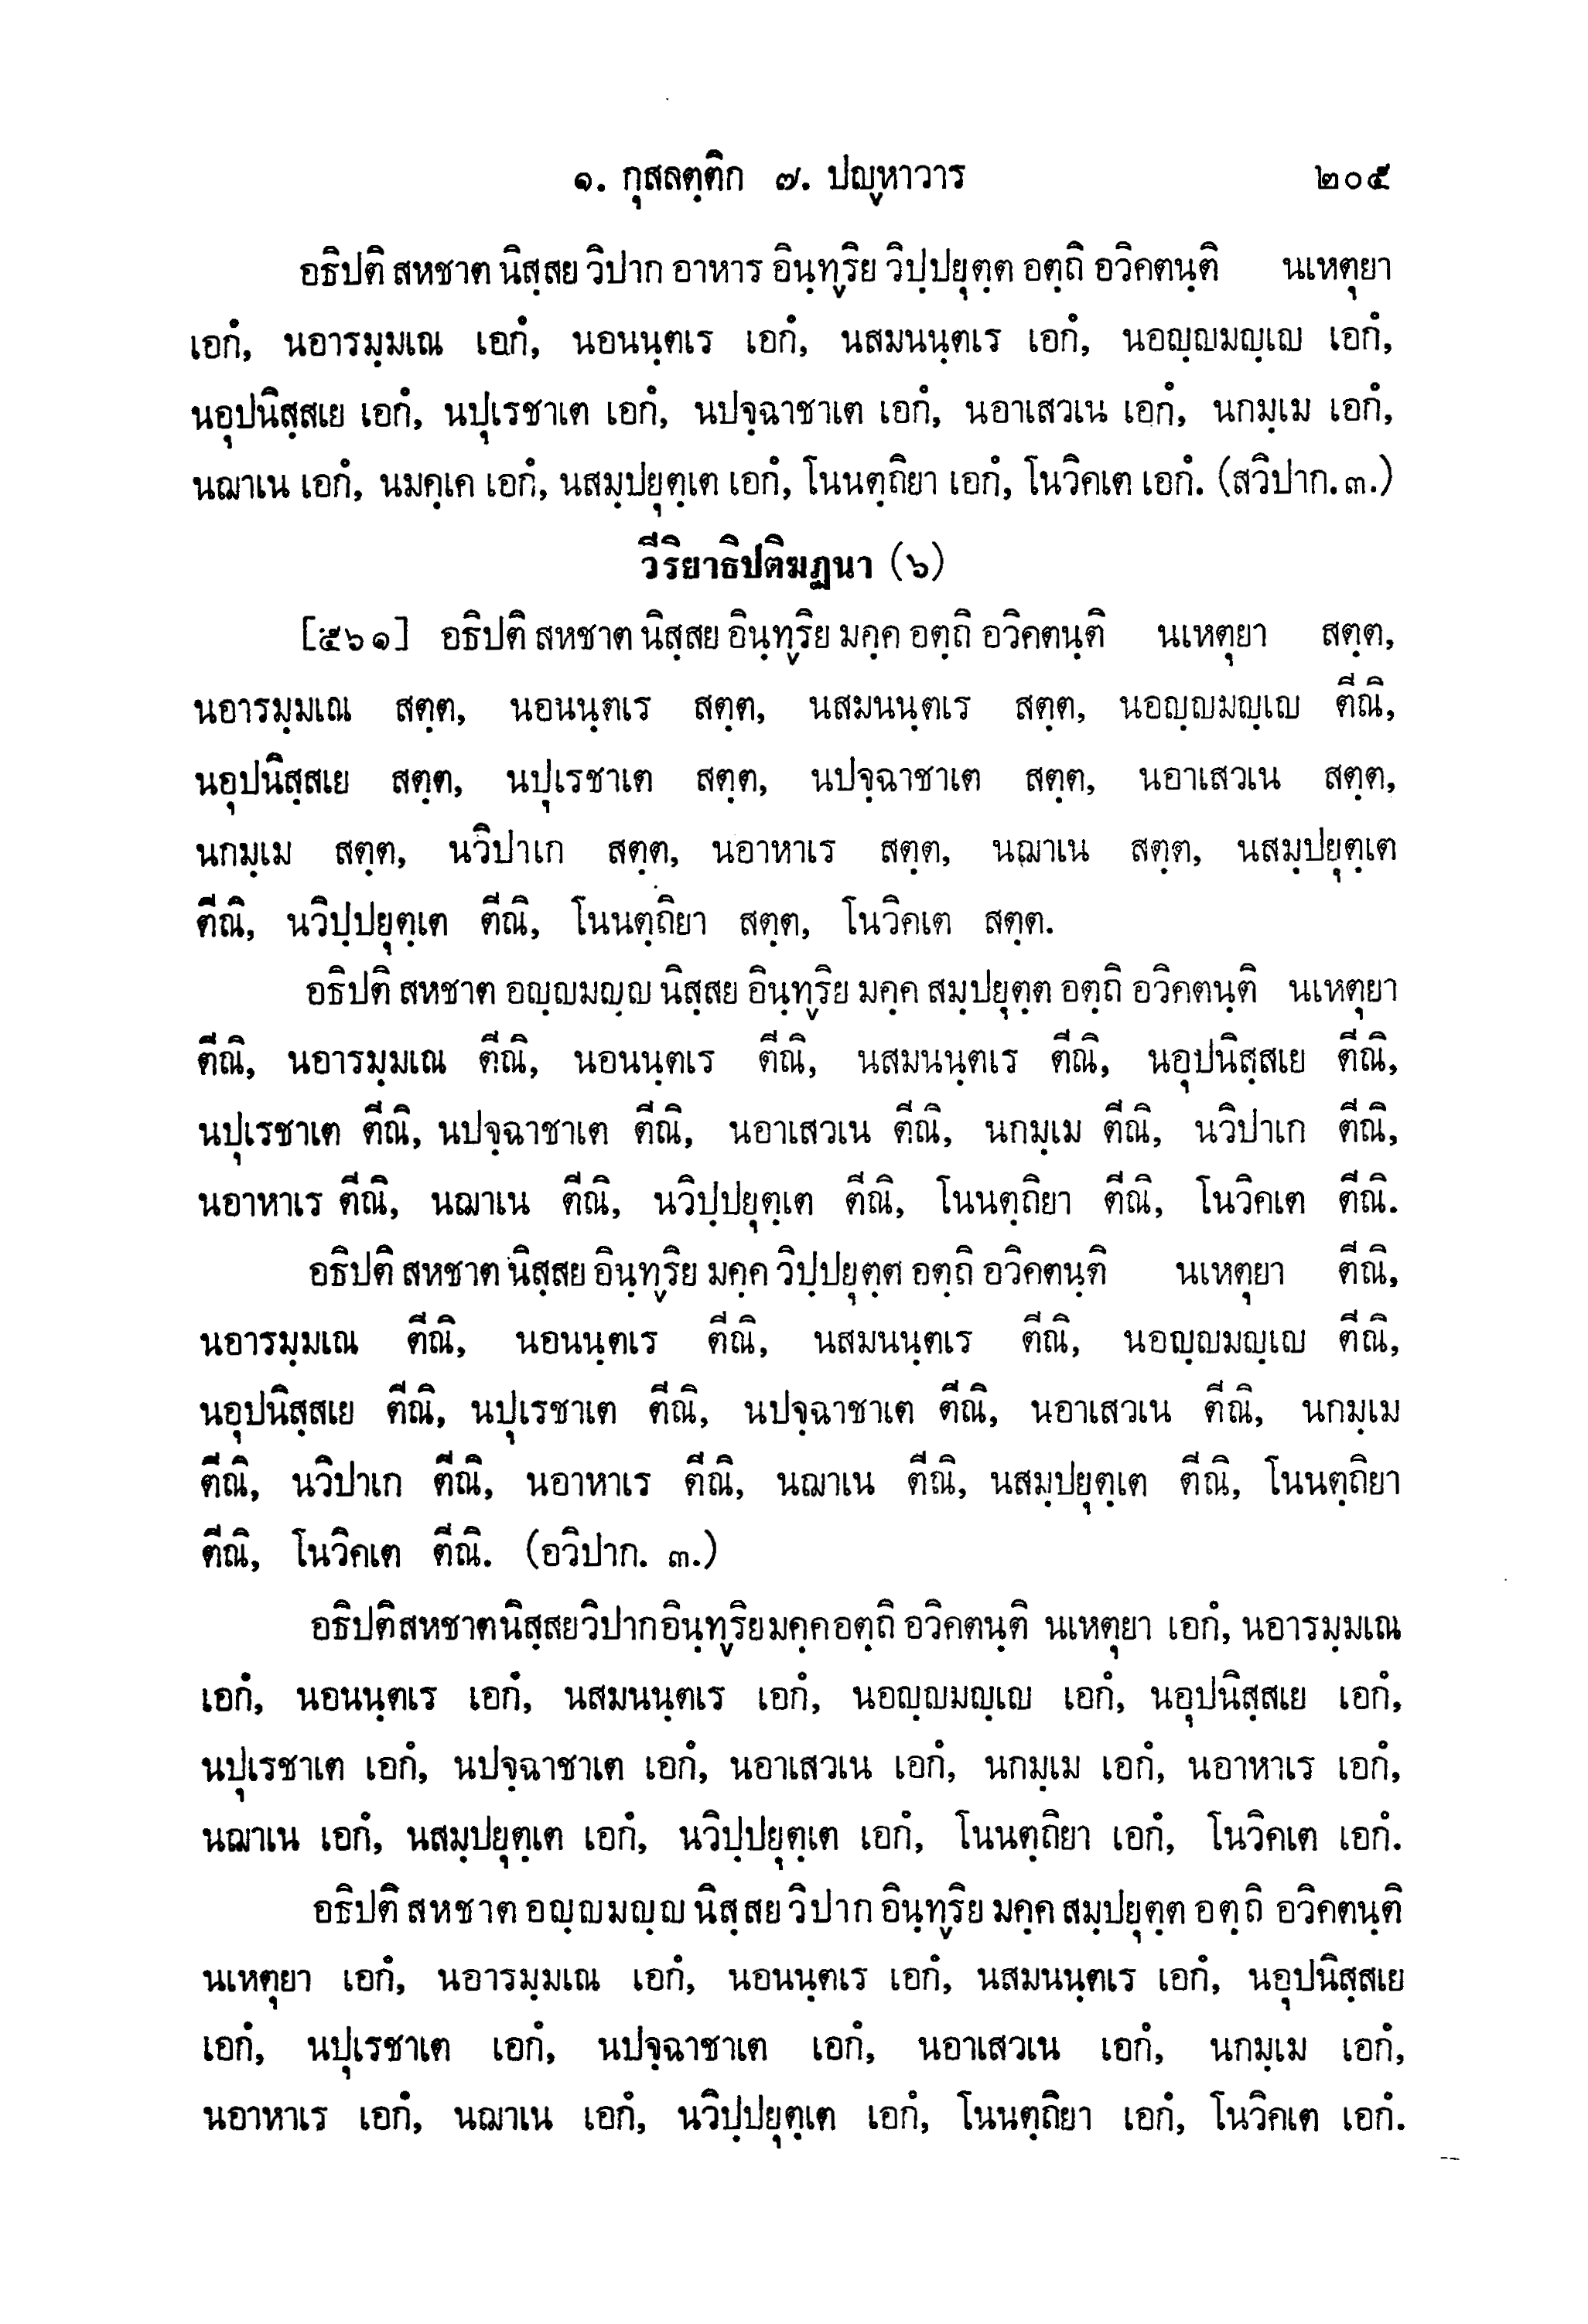 ๑. กุสลตฺติก ๗. ปญฺหาวาร ๒๐๕
อธิปติ สหชาต นิสฺสย วิปาก อาหาร อินฺทฺริย วิปฺปยุตฺต อตฺถิ อวิคตนฺติ นเหตุยา
เอกํ, นอารมฺมเณ เอกํ, นอนนฺตเร เอกํ, นสมนนฺตเร เอกํ, นอญฺญมญฺเญ เอกํ,
นอุปนิสฺสเย เอกํ, นปุเรชาเต เอกํ, นปจฺฉาชาเต เอกํ, นอาเสวเน เอกํ, นกมฺเม เอกํ,
นฌาเน เอกํ, นมคฺเค เอกํ, นสมฺปยุตฺเต เอกํ, โนนตฺถิยา เอกํ, โนวิคเต เอกํ. (สวิปาก. ๓.)
วีริยาธิปติฆฏนา (๖)
[๕๖๑] อธิปติ สหชาต นิสฺสย อินฺทฺริย มคฺค อตฺถิ อวิคตนฺติ นเหตุยา สตฺต,
นอารมฺมเณ สตฺต, นอนนฺตเร สตฺต, นสมนนฺตเร สตฺต, นอญฺญมญฺเญ ตีณิ,
นอุปนิสฺสเย สตฺต, นปุเรชาเต สตฺต, นปจฺฉาชาเต สตฺต, นอาเสวเน สตฺต,
นกมฺเม สตฺต, นวิปาเก สตฺต, นอาหาเร สตฺต, นฌาเน สตฺต, นสมฺปยุตฺเต
ตีณิ, นวิปฺปยุตฺเต ตีณิ, โนนตฺถิยา สตฺต, โนวิคเต สตฺต.
อธิปติ สหชาต อญฺญมญฺญ นิสฺสย อินฺทฺริย มคฺค สมฺปยุตฺต อตฺถิ อวิคตนฺติ นเหตุยา
ตีณิ, นอารมฺมเณ ตีณิ, นอนนฺตเร ตีณิ, นสมนนฺตเร ตีณิ, นอุปนิสฺสเย ตีณิ,
นปุเรชาเต ตีณิ, นปจฺฉาชาเต ตีณิ, นอาเสวเน ตีณิ, นกมฺเม ตีณิ, นวิปาเก ตีณิ,
นอาหาเร ตีณิ, นฌาเน ตีณิ, นวิปฺปยุตฺเต ตีณิ, โนนตฺถิยา ตีณิ, โนวิคเต ตีณิ.
อธิปติ สหชาต นิสฺสย อินฺทฺริย มคฺค วิปฺปยุตฺต อตฺถิ อวิคตนฺติ นเหตุยา ตีณิ,
นอารมฺมเณ ตีณิ, นอนนฺตเร ตีณิ, นสมนนฺตเร ตีณิ, นอญฺญมญฺเญ ตีณิ,
นอุปนิสฺสเย ตีณิ, นปุเรชาเต ตีณิ, นปจฺฉาชาเต ตีณิ, นอาเสวเน ตีณิ, นกมฺเม
ตีณิ, นวิปาเก ตีณิ, นอาหาเร ตีณิ, นฌาเน ตีณิ, นสมฺปยุตฺเต ตีณิ, โนนตฺถิยา
ตีณิ, โนวิคเต ตีณิ. (อวิปาก. ๓.)
อธิปติสหชาตนิสฺสยวิปากอินฺทฺริยมคฺคอตฺถิ อวิคตนฺติ นเหตุยา เอกํ, นอารมฺมเณ
เอกํ, นอนนฺตเร เอกํ, นสมนนฺตเร เอกํ, นอญฺญมญฺเญ เอกํ, นอุปนิสฺสเย เอกํ,
นปุเรชาเต เอกํ, นปจฺฉาชาเต เอกํ, นอาเสวเน เอกํ, นกมฺเม เอกํ, นอาหาเร เอกํ,
นฌาเน เอกํ, นสมฺปยุตฺเต เอกํ, นวิปฺปยุตฺเต เอกํ, โนนตฺถิยา เอกํ, โนวิคเต เอกํ.
อธิปติ สหชาต อญฺญมญฺญ นิสฺสย วิปาก อินฺทฺริย มคฺค สมฺปยุตฺต อตฺถิ อวิคตนฺติ
นเหตุยา เอกํ, นอารมฺมเณ เอกํ, นอนนฺตเร เอกํ, นสมนนฺตเร เอกํ, นอุปนิสฺสเย
เอกํ, นปุเรชาเต เอกํ, นปจฺฉาชาเต เอกํ, นอาเสวเน เอกํ, นกมฺเม เอกํ,
นอาหาเร เอกํ, นฌาเน เอกํ, นวิปฺปยุตฺเต เอกํ, โนนตฺถิยา เอกํ, โนวิคเต เอกํ.